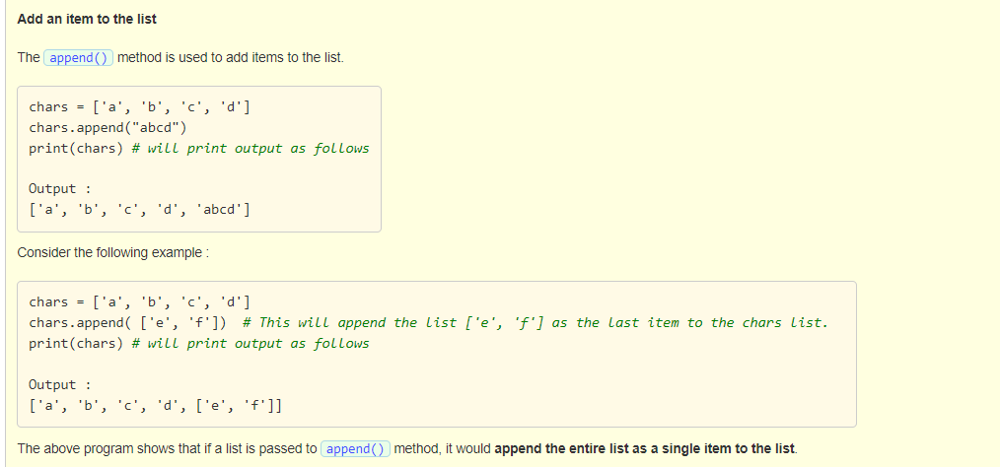 Add an item to the list
The append() method is used to add items to the list.
chars = ['a', 'b', 'c', 'd']
chars.append("abcd")
print(chars) # will print output as follows
Output :
['a', 'b', 'c', 'd', 'abcd']
Consider the following example :
chars = ['a', 'b', 'c', 'd']
chars.append( ['e', 'f'])  # This will append the list ['e', 'f'] as the last item to the chars list.
print(chars) # will print output as follows
Output :
['a', 'b', 'c', 'd', ['e', 'f']]
The above program shows that if a list is passed to append() method, it would append the entire list as a single item to the list.